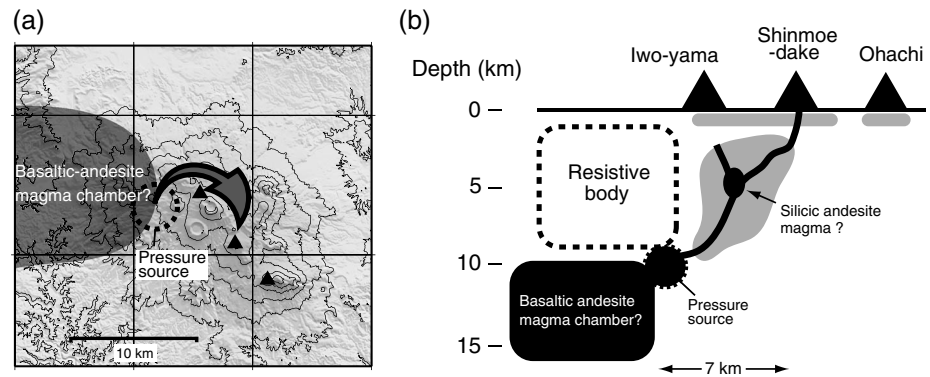 (a)
Basaltic-andesite
magma chamber?
Pressure
source
10 km
(b)
Depth (km)
Iwo-yama
Shinmoe
-dake
Ohachi
0
5
10
15
Resistive
body
Silicic andesite
magma ?
Basaltic andesite
magma chamber?
Pressure
source
7 km